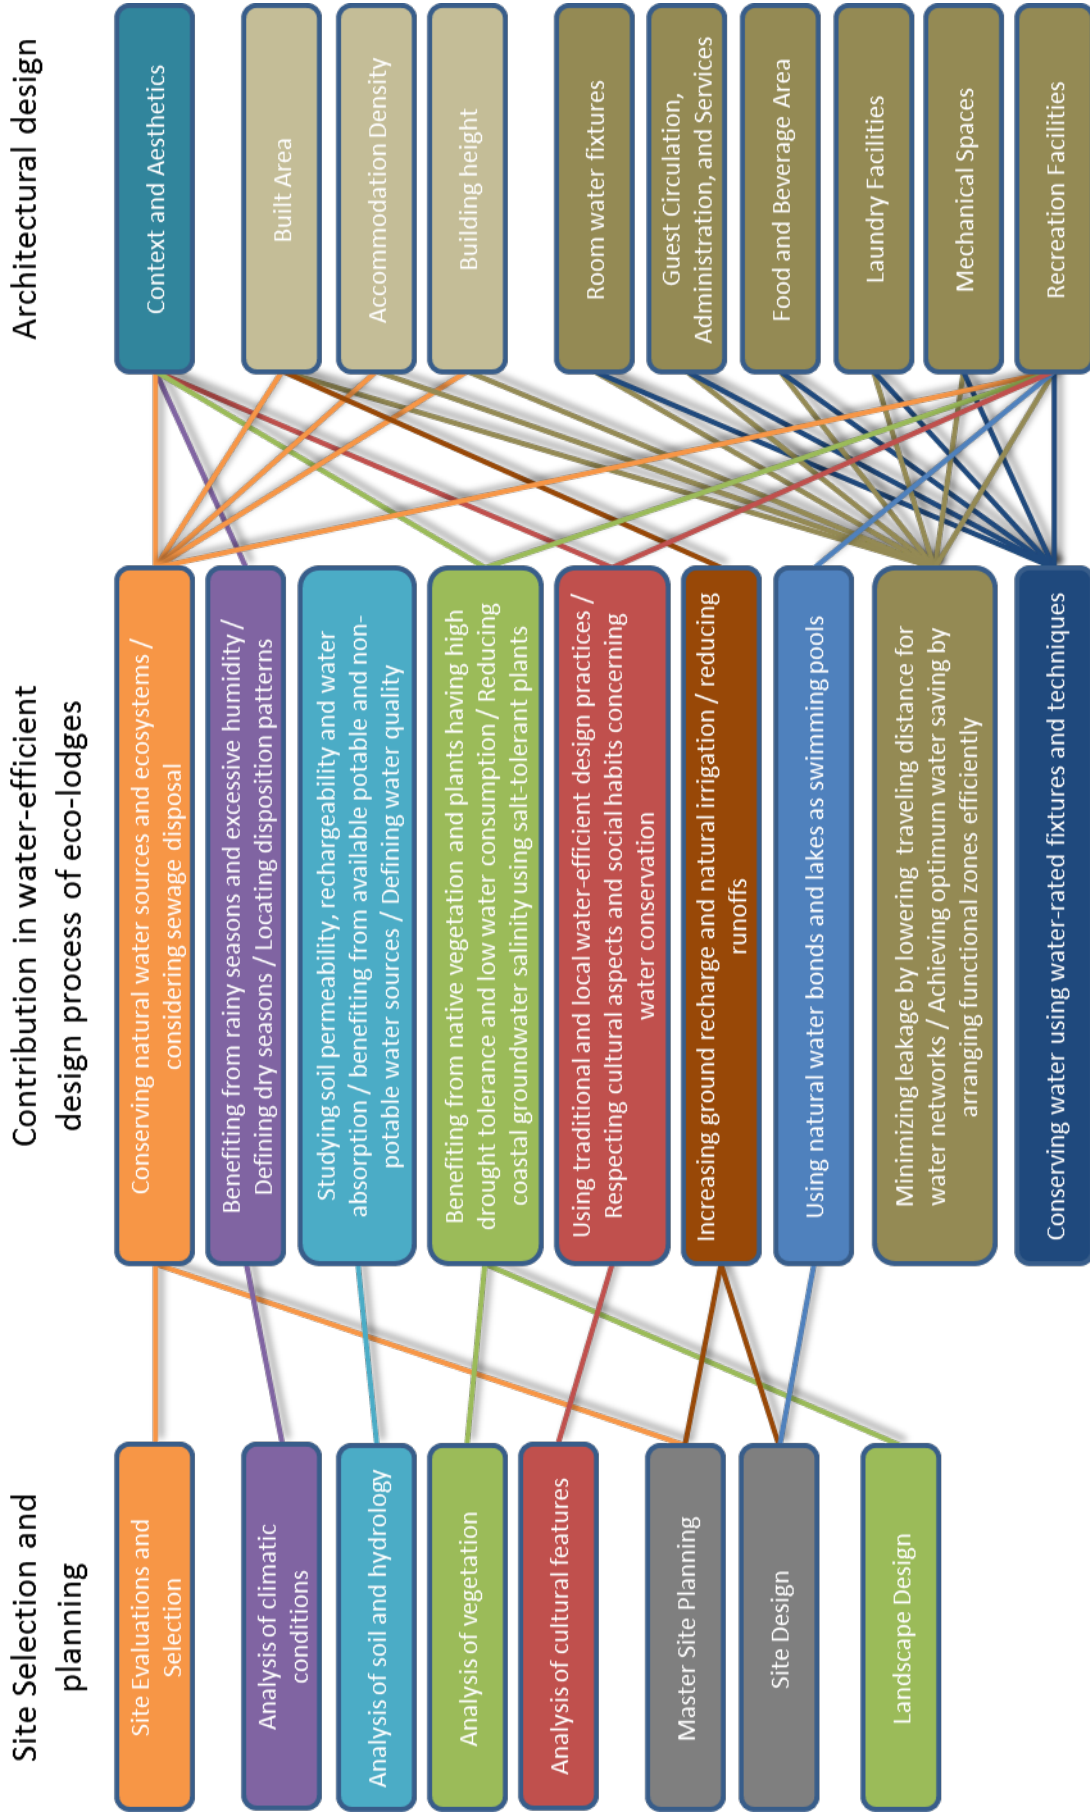 Site Selection and
planning
Site Evaluations and
Selection
Analysis of climatic
conditions
Analysis of soil and hydrology
Analysis of vegetation
Analysis of cultural features
Master Site Planning
Site Design
Landscape Design
Contribution in water-efficient
design process of eco-lodges
Conserving natural water sources and ecosystems /
considering sewage disposal
Benefiting from rainy seasons and excessive humidity /
Defining dry seasons / Locating disposition patterns
Studying soil permeability, rechargeability and water
absorption / benefiting from available potable and non-
potable water sources / Defining water quality
Benefiting from native vegetation and plants having high
drought tolerance and low water consumption / Reducing
coastal groundwater salinity using salt-tolerant plants
Using traditional and local water-efficient design practices /
Respecting cultural aspects and social habits concerning
water conservation
Increasing ground recharge and natural irrigation / reducing
runoffs
Using natural water bonds and lakes as swimming pools
Minimizing leakage by lowering traveling distance for
water networks / Achieving optimum water saving by
arranging functional zones efficiently
Conserving water using water-rated fixtures and techniques
Architectural design
Context and Aesthetics
Built Area
Accommodation Density
Building height
Room water fixtures
Guest Circulation,
Administration, and Services
Food and Beverage Area
Laundry Facilities
Mechanical Spaces
Recreation Facilities